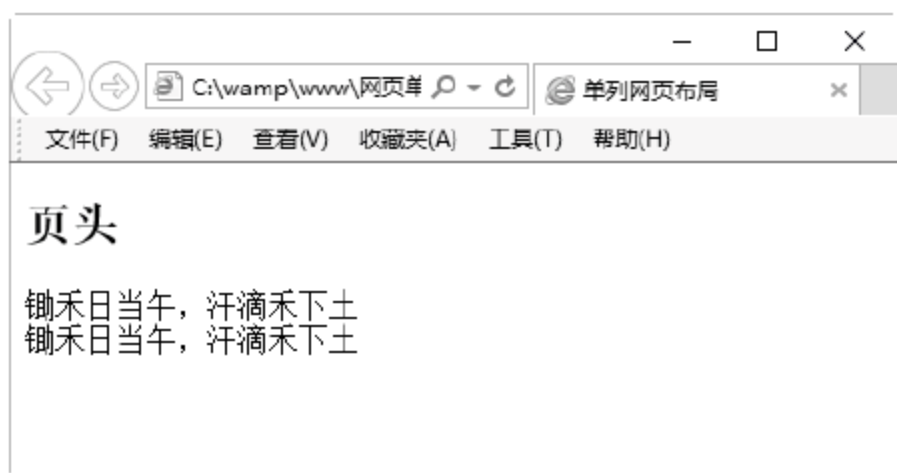 C:\wamp\www\网页单
单列网页布局
文件(F) 编辑(E) 查看(V) 收藏夹(A) 工具(T) 帮助(H)
页头
锄禾日当午，汗滴禾下土
锄禾日当午，汗滴禾下土